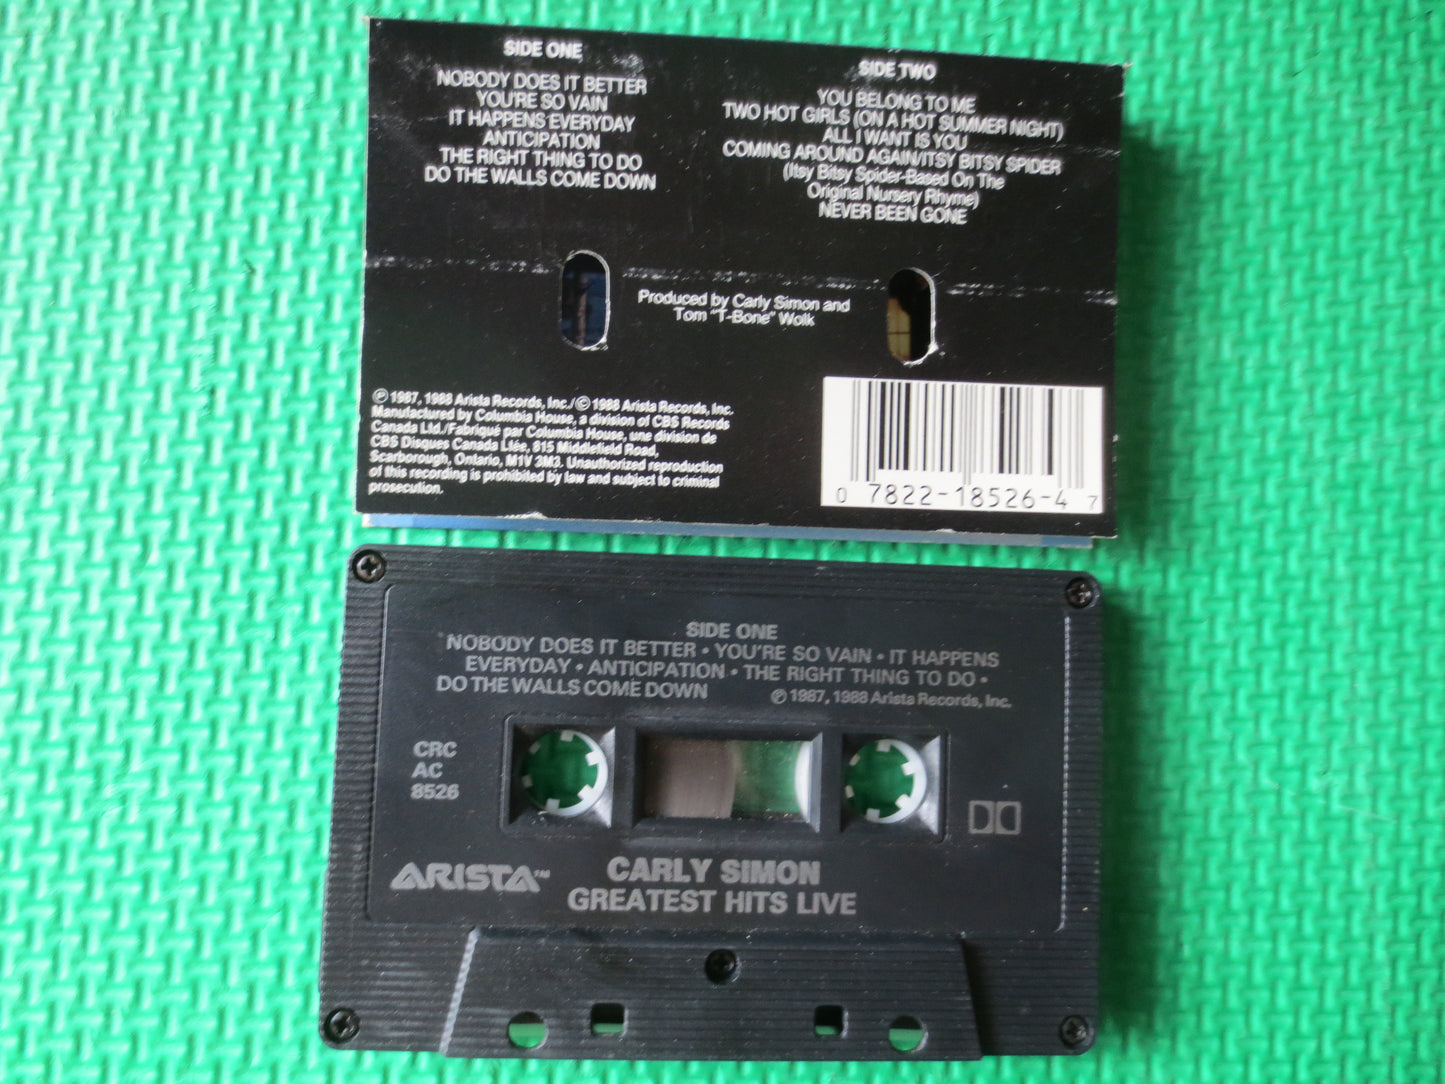 SIDE ONE
NOBODY DOES IT BETTER
YOU'RE SO VAIN
IT HAPPENS EVERYDAY
ANTICIPATION
THE RIGHT THING TO DO
DO THE WALLS COME DOWN
SIDE TWO
YOU BELONG TO ME
TWO HOT GIRLS (ON A HOT SUMMER NIGHT)
ALL I WANT IS YOU
COMING AROUND AGAIN/ITSY BITSY SPIDER
(Itsy Bitsy Spider-Based On The
Original Nursery Rhyme)
NEVER BEEN GONE
Produced by Carly Simon and
Tom "T-Bone" Wolk
℗ 1987, 1988 Arista Records, Inc./© 1988 Arista Records, Inc.
Manufactured by Columbia House, a division of CBS Records
Canada Ltd./Fabriqué par Columbia House, une division de
CBS Disques Canada Ltée, 815 Middlefield Road,
Scarborough, Ontario, M1V 3M3. Unauthorized reproduction
of this recording is prohibited by law and subject to criminal
prosecution.
0 7822-18526-4 7
SIDE ONE
NOBODY DOES IT BETTER • YOU'RE SO VAIN • IT HAPPENS
EVERYDAY • ANTICIPATION • THE RIGHT THING TO DO •
DO THE WALLS COME DOWN ℗ 1987, 1988 Arista Records, Inc.
CRC
AC
8526
ARISTA™
CARLY SIMON
GREATEST HITS LIVE